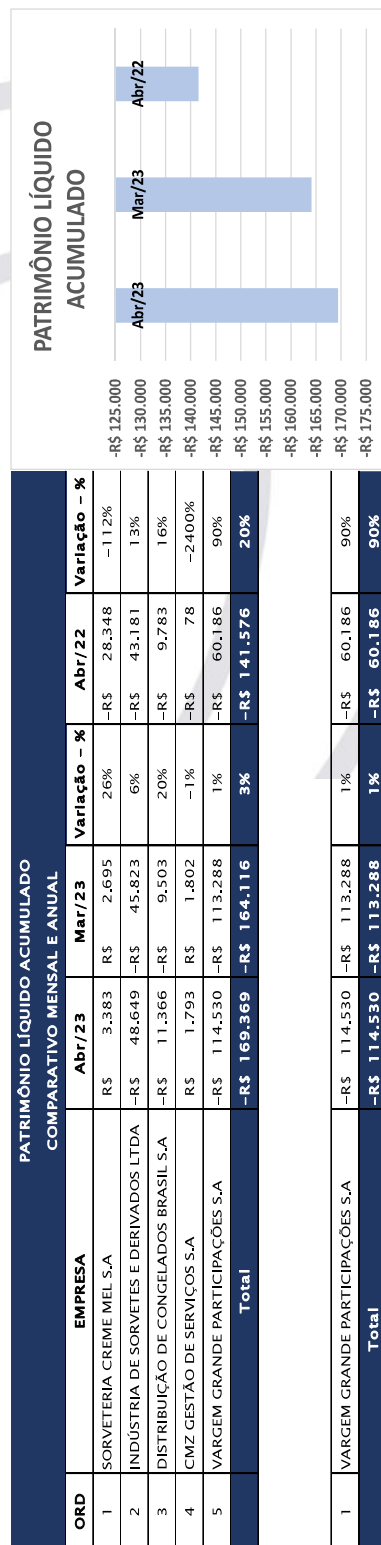 PATRIMÔNIO LÍQUIDO ACUMULADO
COMPARATIVO MENSAL E ANUAL
ORD EMPRESA Abr/23 Mar/23 Variação – % Abr/22 Variação – %
1 SORVETERIA CREME MEL S.A R$ 3.383 R$ 2.695 26% –R$ 28.348 –112%
2 INDÚSTRIA DE SORVETES E DERIVADOS LTDA –R$ 48.649 –R$ 45.823 6% –R$ 43.181 13%
3 DISTRIBUIÇÃO DE CONGELADOS BRASIL S.A –R$ 11.366 –R$ 9.503 20% –R$ 9.783 16%
4 CMZ GESTÃO DE SERVIÇOS S.A R$ 1.793 R$ 1.802 –1% –R$ 78 –2400%
5 VARGEM GRANDE PARTICIPAÇÕES S.A –R$ 114.530 –R$ 113.288 1% –R$ 60.186 90%
Total –R$ 169.369 –R$ 164.116 3% –R$ 141.576 20%
1 VARGEM GRANDE PARTICIPAÇÕES S.A –R$ 114.530 –R$ 113.288 1% –R$ 60.186 90%
Total –R$ 114.530 –R$ 113.288 1% –R$ 60.186 90%
PATRIMÔNIO LÍQUIDO
ACUMULADO
-R$ 125.000
-R$ 130.000
-R$ 135.000
-R$ 140.000
-R$ 145.000
-R$ 150.000
-R$ 155.000
-R$ 160.000
-R$ 165.000
-R$ 170.000
-R$ 175.000
Abr/23 Mar/23 Abr/22